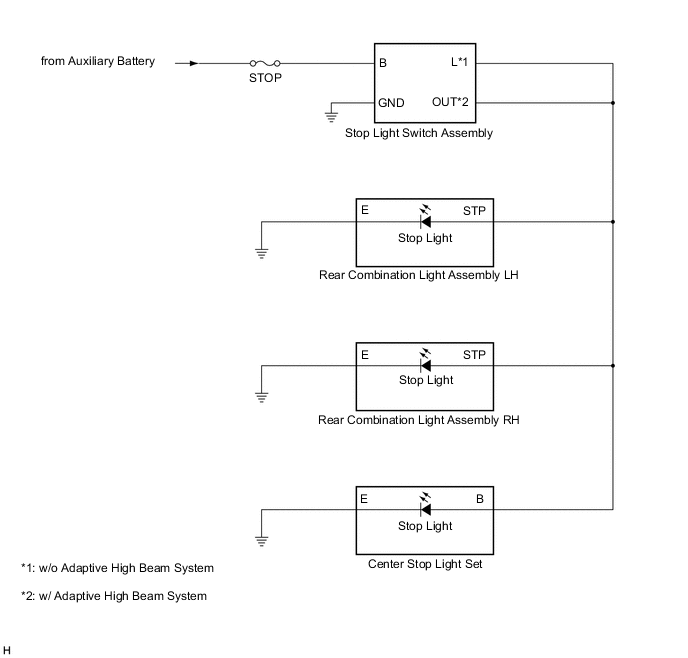 from Auxiliary Battery
STOP
B
L*1
GND
OUT*2
Stop Light Switch Assembly
E
STP
Stop Light
Rear Combination Light Assembly LH
E
STP
Stop Light
Rear Combination Light Assembly RH
E
B
Stop Light
Center Stop Light Set
*1: w/o Adaptive High Beam System
*2: w/ Adaptive High Beam System
H